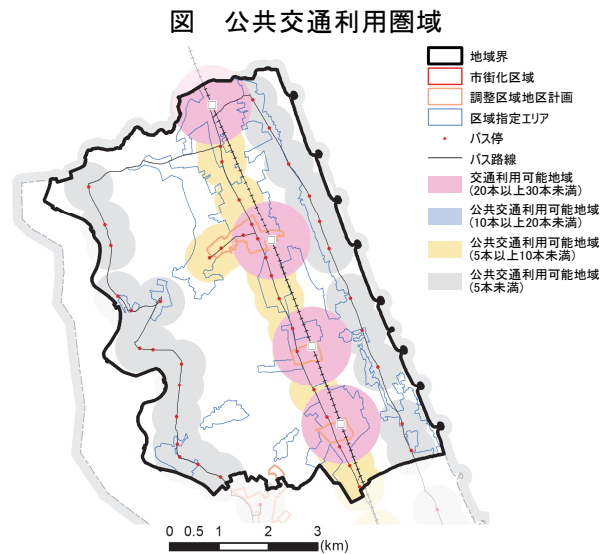 図　公共交通利用圏域
地域界
市街化区域
調整区域地区計画
区域指定エリア
バス停
バス路線
交通利用可能地域
(20本以上30本未満)
公共交通利用可能地域
(10本以上20本未満)
公共交通利用可能地域
(5本以上10本未満)
公共交通利用可能地域
(5本未満)
0 0.5 1 2 3
(km)